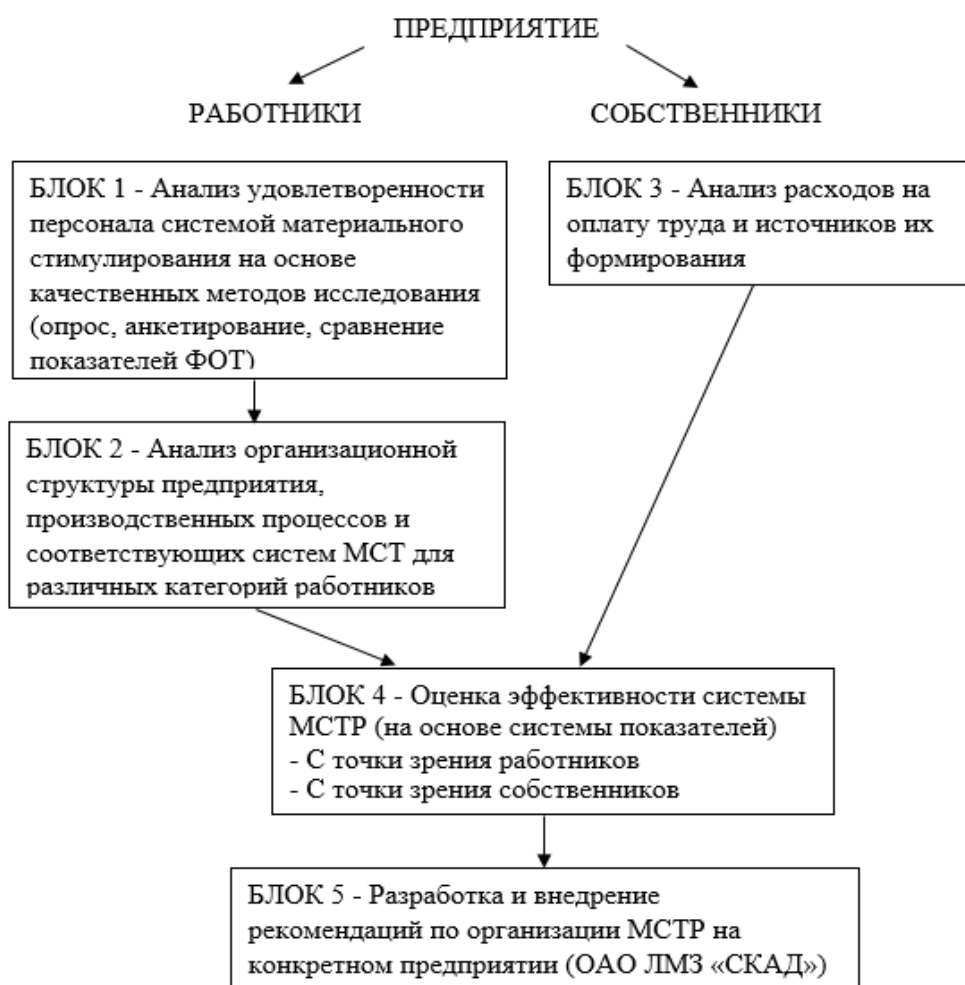 ПРЕДПРИЯТИЕ
РАБОТНИКИ
СОБСТВЕННИКИ
БЛОК 1 - Анализ удовлетворенности
персонала системой материального
стимулирования на основе
качественных методов исследования
(опрос, анкетирование, сравнение
показателей ФОТ)
БЛОК 3 - Анализ расходов на
оплату труда и источников их
формирования
БЛОК 2 - Анализ организационной
структуры предприятия,
производственных процессов и
соответствующих систем МСТ для
различных категорий работников
БЛОК 4 - Оценка эффективности системы
МСТР (на основе системы показателей)
- С точки зрения работников
- С точки зрения собственников
БЛОК 5 - Разработка и внедрение
рекомендаций по организации МСТР на
конкретном предприятии (ОАО ЛМЗ «СКАД»)